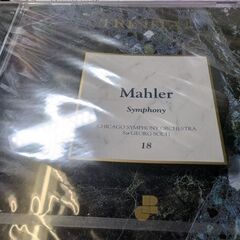 Mahler
Symphony
CHICAGO SYMPHONY ORCHESTRA
Sir GEORG SOLTI
18